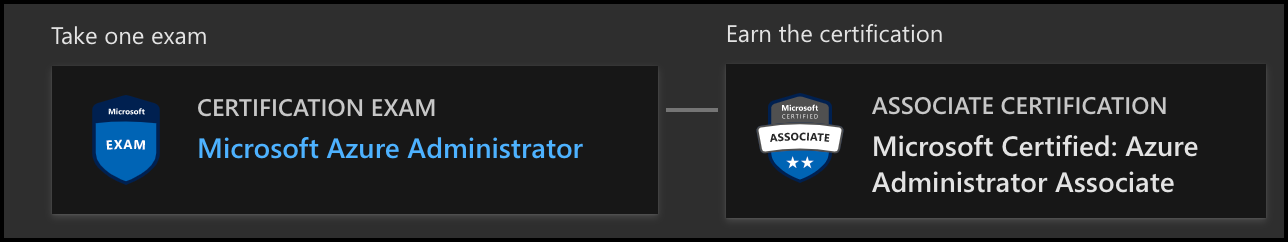 Take one exam
Microsoft
EXAM
CERTIFICATION EXAM
Microsoft Azure Administrator
Earn the certification
Microsoft
CERTIFIED
ASSOCIATE
ASSOCIATE CERTIFICATION
Microsoft Certified: Azure
Administrator Associate